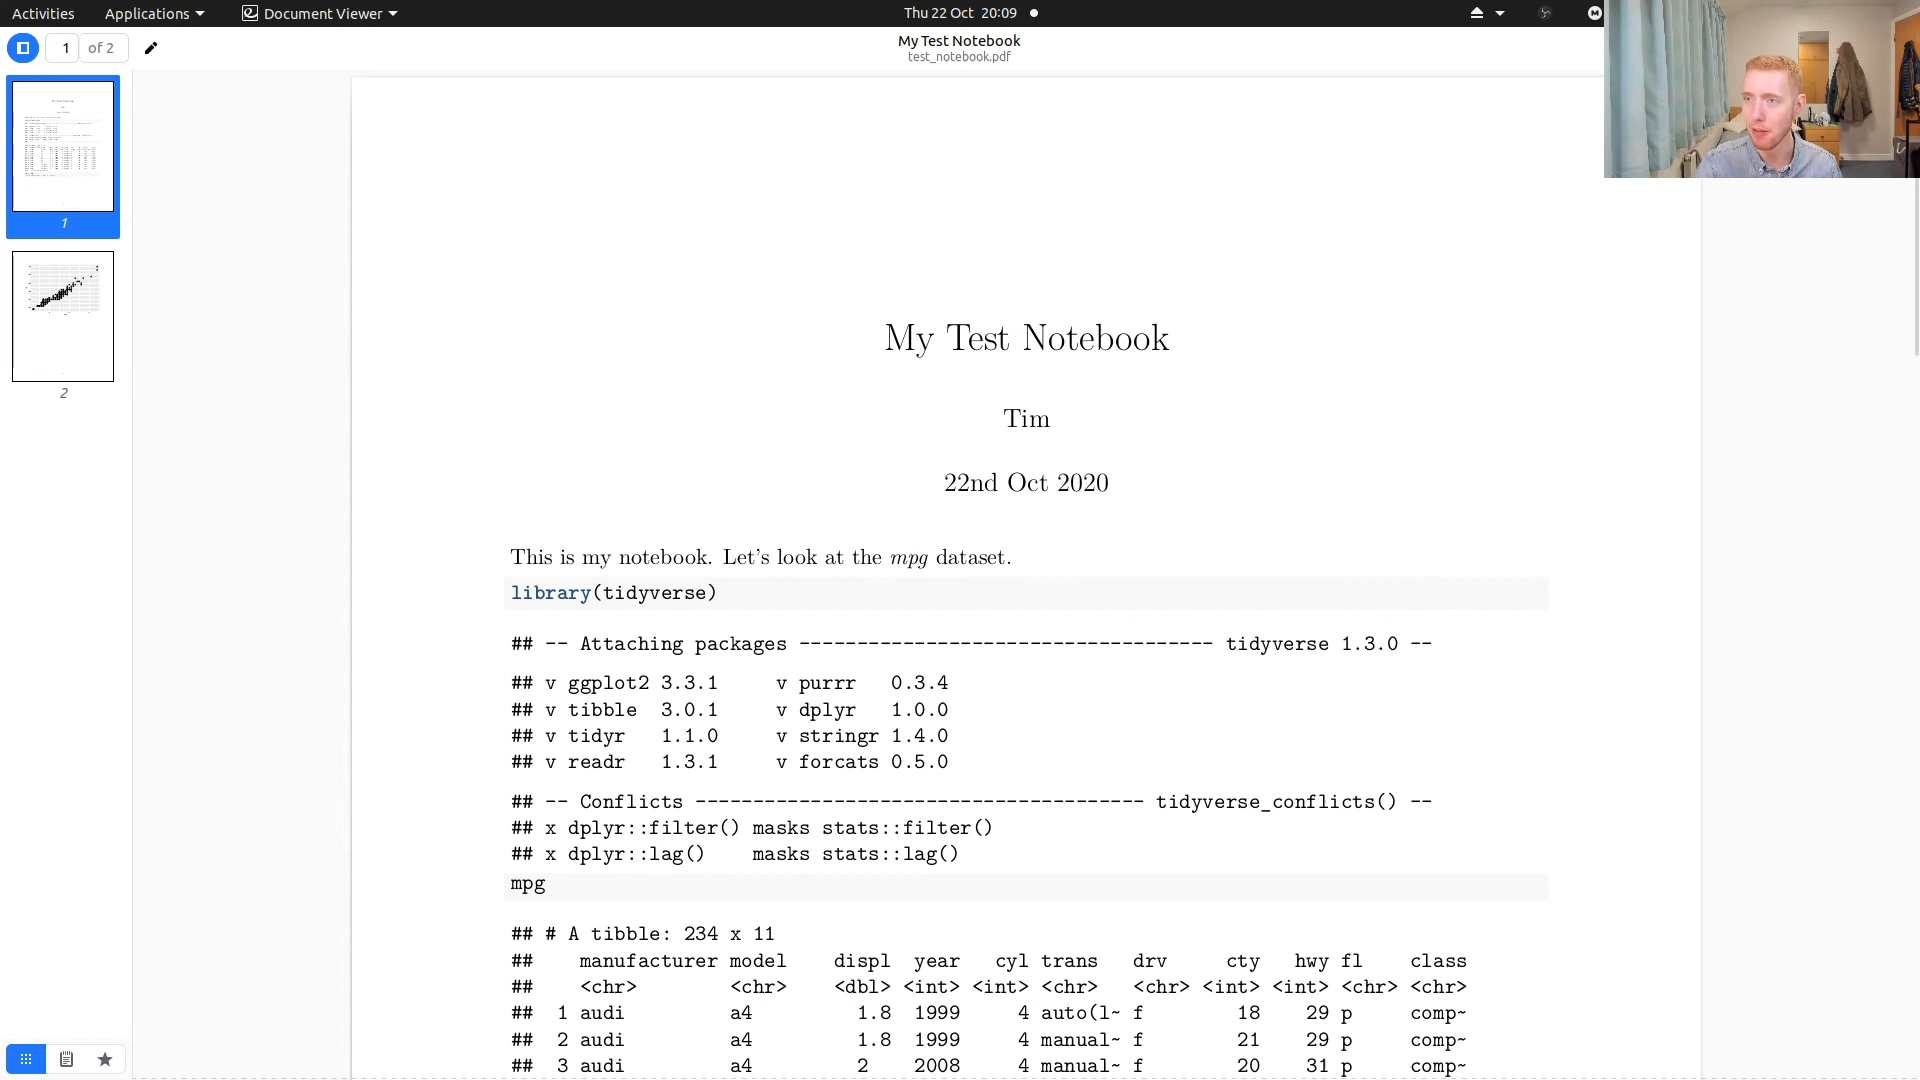 Activities Applications Document Viewer Thu 22 Oct 20:09
1 of 2 My Test Notebook
test_notebook.pdf
1
2
My Test Notebook
Tim
22nd Oct 2020
This is my notebook. Let's look at the mpg dataset.
library(tidyverse)
## -- Attaching packages ------------------------------------ tidyverse 1.3.0 --
## v ggplot2 3.3.1     v purrr   0.3.4
## v tibble  3.0.1     v dplyr   1.0.0
## v tidyr   1.1.0     v stringr 1.4.0
## v readr   1.3.1     v forcats 0.5.0
## -- Conflicts --------------------------------------- tidyverse_conflicts() --
## x dplyr::filter() masks stats::filter()
## x dplyr::lag()    masks stats::lag()
mpg
## # A tibble: 234 x 11
##    manufacturer model    displ  year   cyl trans   drv     cty   hwy fl    class
##    <chr>        <chr>    <dbl> <int> <int> <chr>   <chr> <int> <int> <chr> <chr>
##  1 audi         a4         1.8  1999     4 auto(l~ f        18    29 p     comp~
##  2 audi         a4         1.8  1999     4 manual~ f        21    29 p     comp~
##  3 audi         a4         2    2008     4 manual~ f        20    31 p     comp~